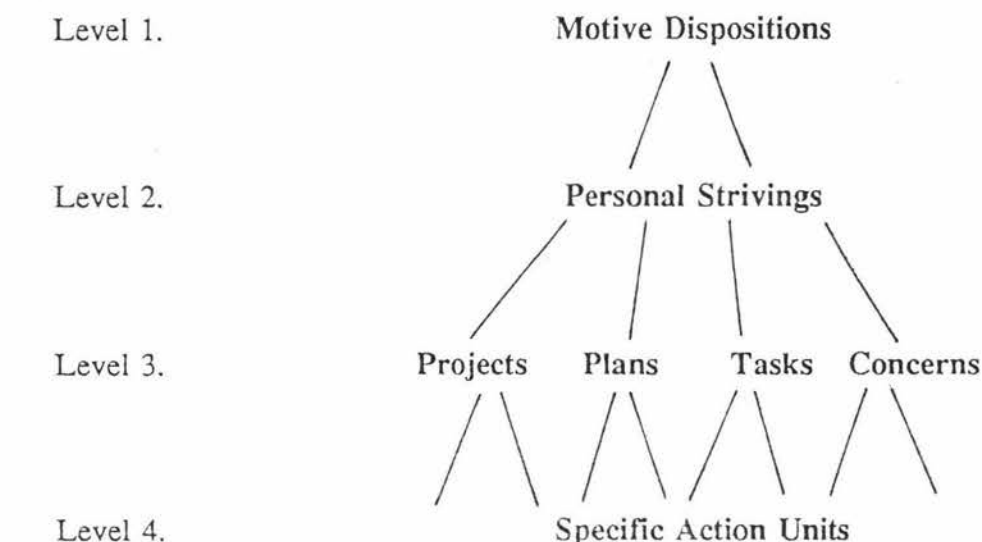 Level 1. Motive Dispositions
Level 2. Personal Strivings
Level 3. Projects Plans Tasks Concerns
Level 4. Specific Action Units